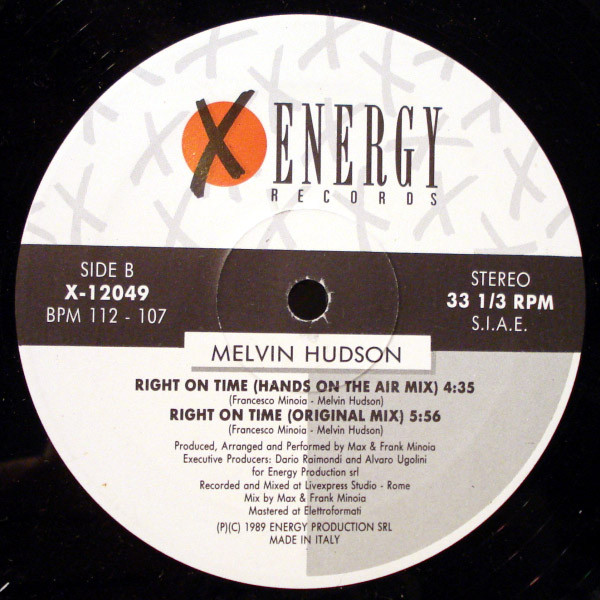 X ENERGY
RECORDS
SIDE B
X-12049
BPM 112 - 107
STEREO
33 1/3 RPM
S.I.A.E.
MELVIN HUDSON
RIGHT ON TIME (HANDS ON THE AIR MIX) 4:35
(Francesco Minoia - Melvin Hudson)
RIGHT ON TIME (ORIGINAL MIX) 5:56
(Francesco Minoia - Melvin Hudson)
Produced, Arranged and Performed by Max & Frank Minoia
Executive Producers: Dario Raimondi and Alvaro Ugolini
for Energy Production srl
Recorded and Mixed at Livexpress Studio - Rome
Mix by Max & Frank Minoia
Mastered at Elettroformati
(P)(C) 1989 ENERGY PRODUCTION SRL
MADE IN ITALY